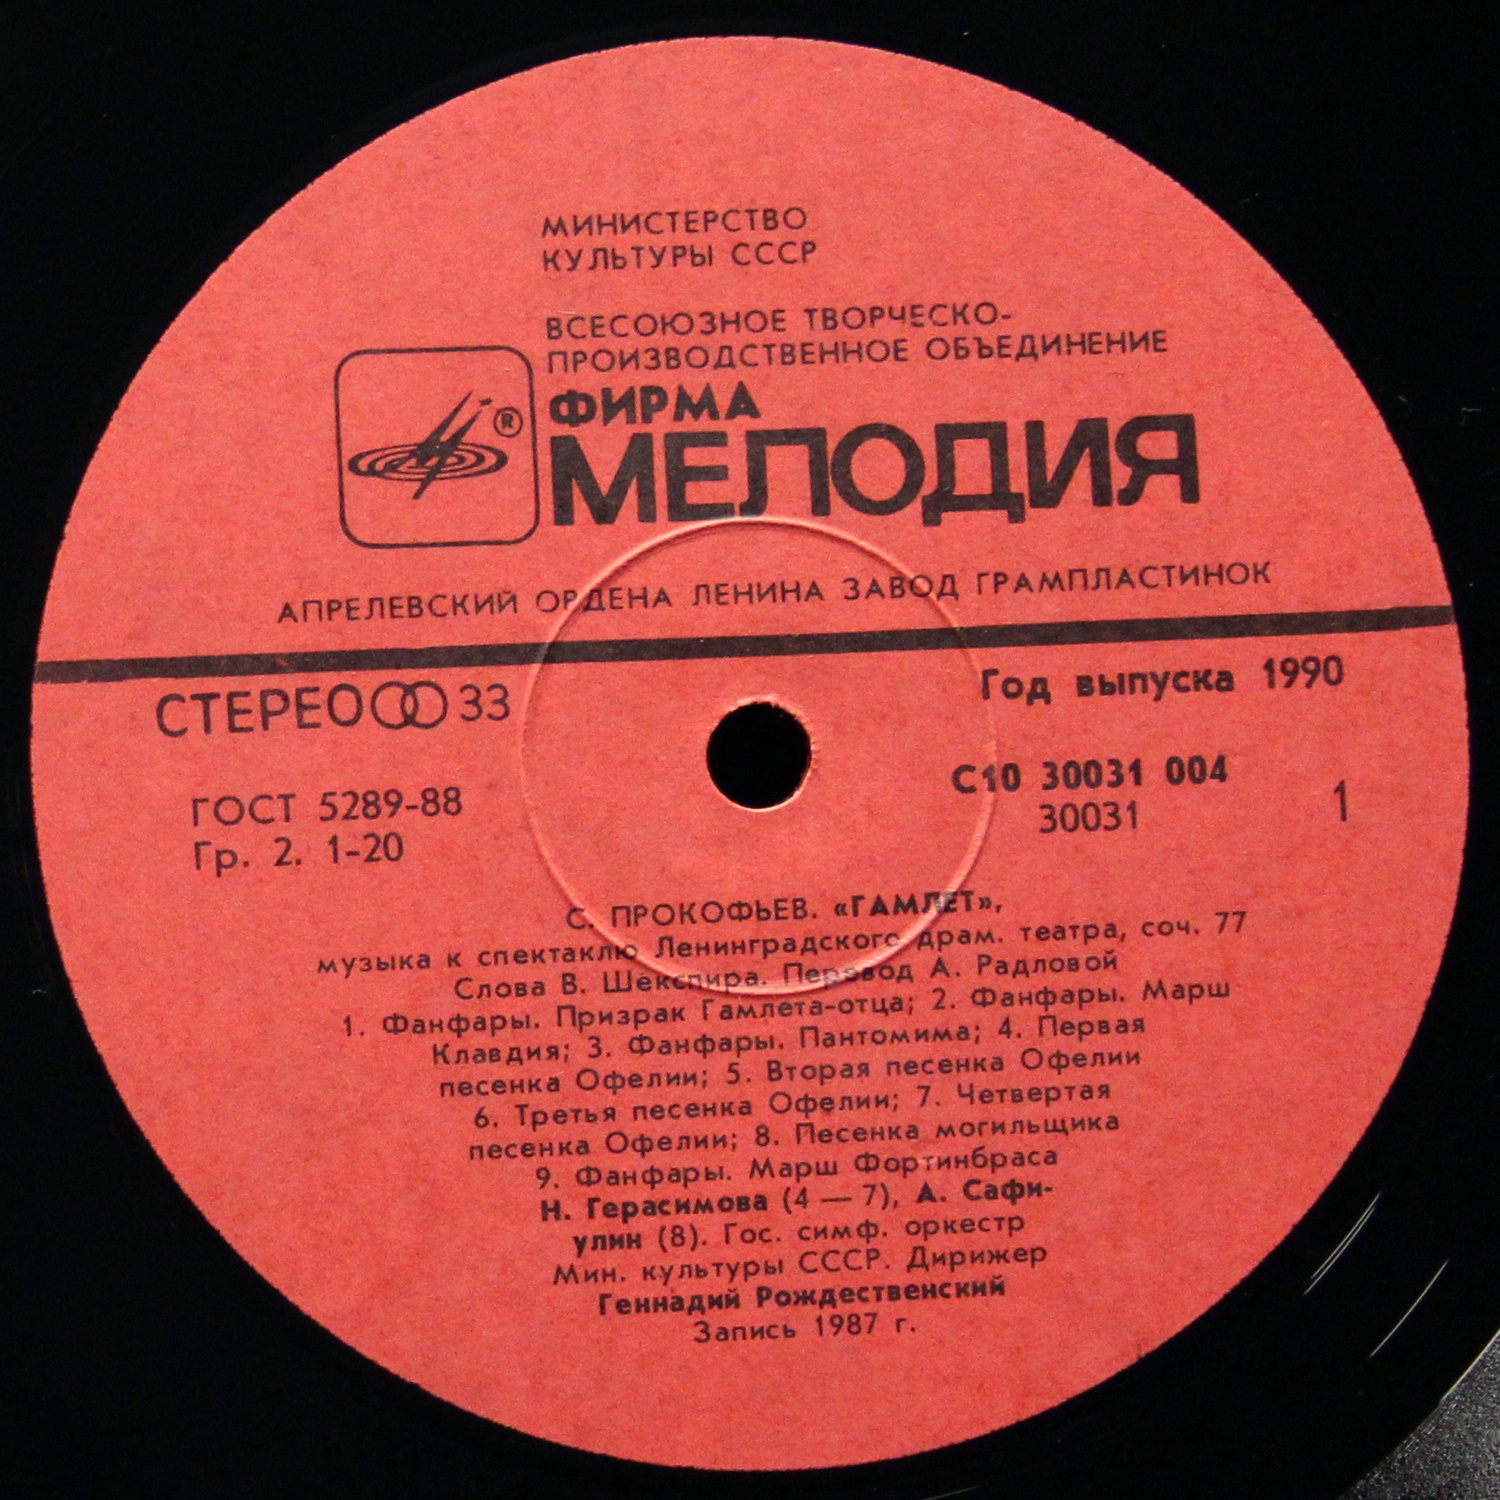 МИНИСТЕРСТВО
КУЛЬТУРЫ СССР
ВСЕСОЮЗНОЕ ТВОРЧЕСКО-
ПРОИЗВОДСТВЕННОЕ ОБЪЕДИНЕНИЕ
ФИРМА
®
МЕЛОДИЯ
АПРЕЛЕВСКИЙ ОРДЕНА ЛЕНИНА ЗАВОД ГРАМПЛАСТИНОК
СТЕРЕО 33
Год выпуска 1990
ГОСТ 5289-88
Гр. 2. 1-20
С10 30031 004
30031
1
С. ПРОКОФЬЕВ. «ГАМЛЕТ»,
музыка к спектаклю Ленинградского драм. театра, соч. 77
Слова В. Шекспира. Перевод А. Радловой
1. Фанфары. Призрак Гамлета-отца; 2. Фанфары. Марш
Клавдия; 3. Фанфары. Пантомима; 4. Первая
песенка Офелии; 5. Вторая песенка Офелии
6. Третья песенка Офелии; 7. Четвертая
песенка Офелии; 8. Песенка могильщика
9. Фанфары. Марш Фортинбраса
Н. Герасимова (4 — 7), А. Сафи-
улин (8). Гос. симф. оркестр
Мин. культуры СССР. Дирижер
Геннадий Рождественский
Запись 1987 г.